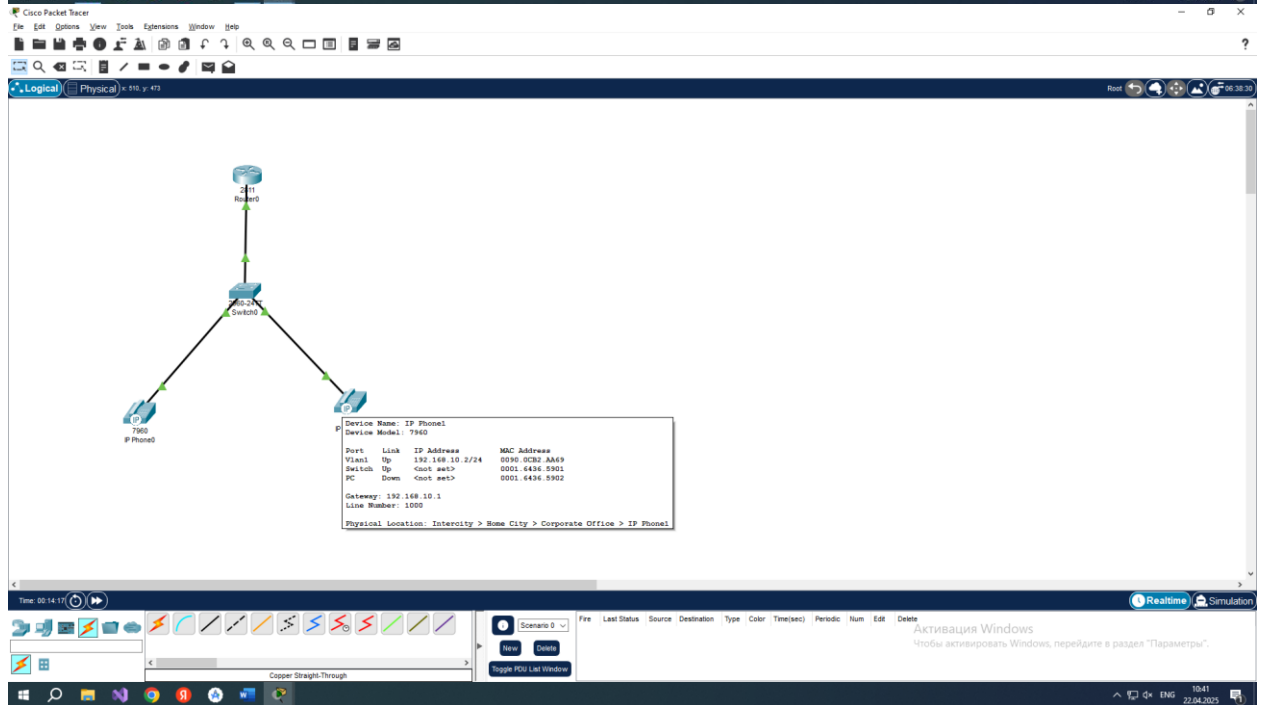 Cisco Packet Tracer
File Edit Options View Tools Extensions Window Help
?
Logical Physical x: 510, y: 473
Root 06:38:30
2811
Router0
2960-24TT
Switch0
7960
IP Phone0
IP
IP
Device Name: IP Phone1
Device Model: 7960
Port Link IP Address MAC Address
Vlan1 Up 192.168.10.2/24 0090.0CB2.AA69
Switch Up <not set> 0001.6436.5901
PC Down <not set> 0001.6436.5902
Gateway: 192.168.10.1
Line Number: 1000
Physical Location: Intercity > Home City > Corporate Office > IP Phone1
Time: 00:14:17
Realtime Simulation
Scenario 0
New Delete
Toggle PDU List Window
Fire Last Status Source Destination Type Color Time(sec) Periodic Num Edit Delete
Активация Windows
Чтобы активировать Windows, перейдите в раздел "Параметры".
Copper Straight-Through
ENG
10:41
22.04.2025